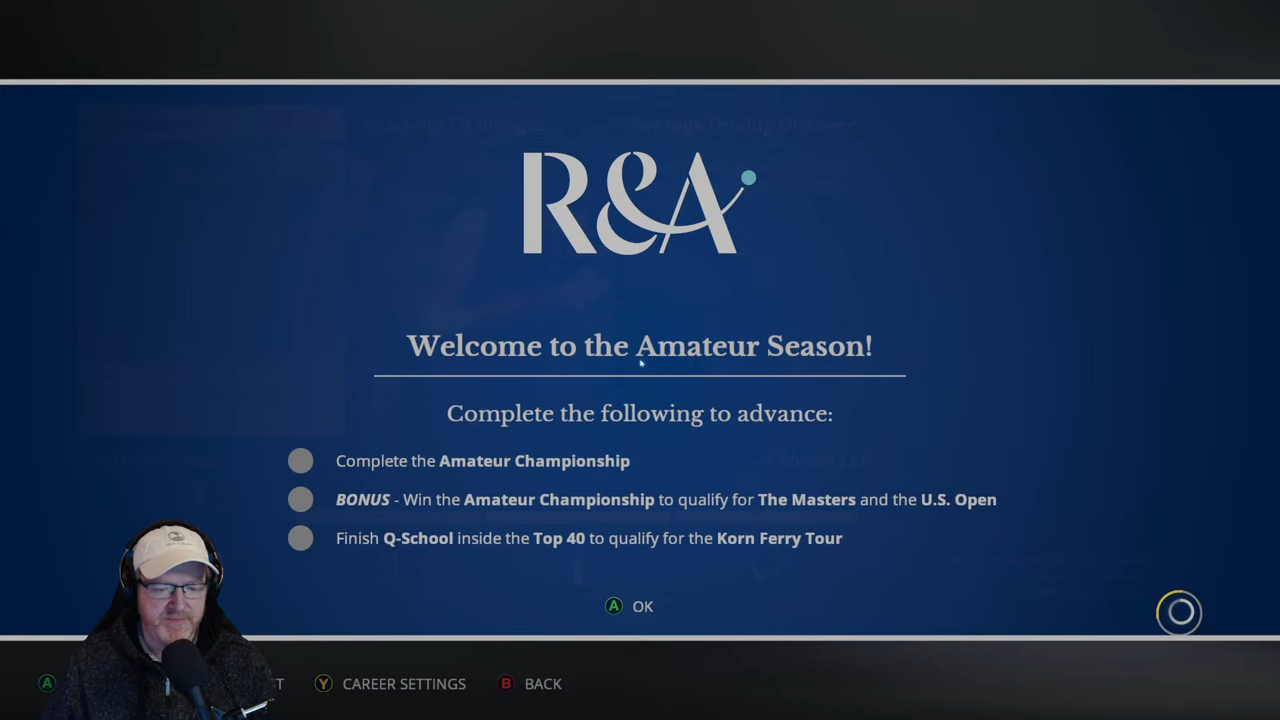 R&A
Welcome to the Amateur Season!
Complete the following to advance:
Complete the Amateur Championship
BONUS - Win the Amateur Championship to qualify for The Masters and the U.S. Open
Finish Q-School inside the Top 40 to qualify for the Korn Ferry Tour
A OK
A
Y CAREER SETTINGS B BACK